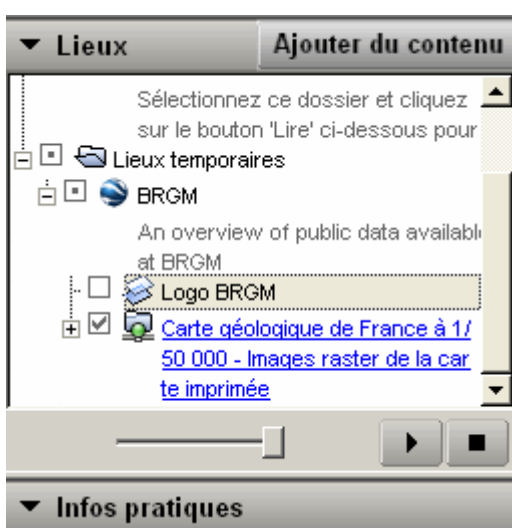 Lieux Ajouter du contenu
Sélectionnez ce dossier et cliquez
sur le bouton 'Lire' ci-dessous pour
Lieux temporaires
BRGM
An overview of public data availabl
at BRGM
Logo BRGM
Carte géologique de France à 1/
50 000 - Images raster de la car
te imprimée
Infos pratiques